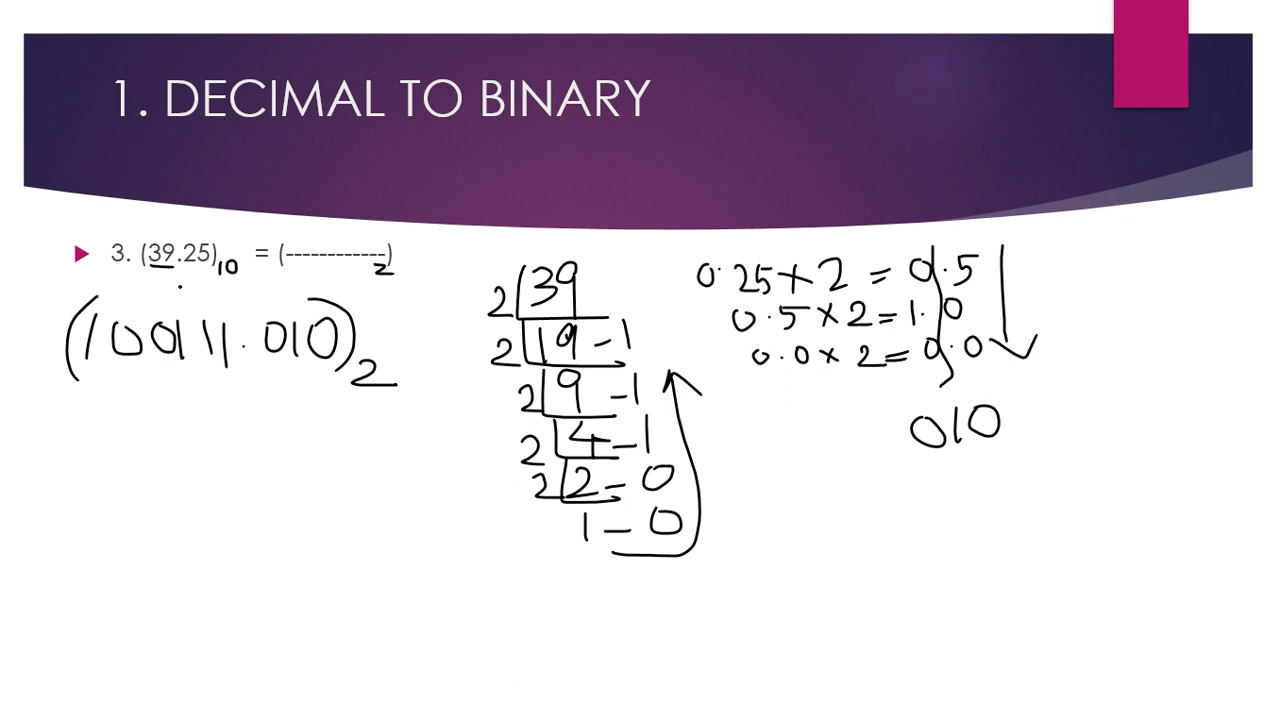 1. DECIMAL TO BINARY
3. (39.25)10 = (------------)2
(100111.010)2
2 39
2 19 - 1
2 9 - 1
2 4 - 1
2 2 - 0
1 - 0
0.25 × 2 = 0.5
0.5 × 2 = 1.0
0.0 × 2 = 0.0
010